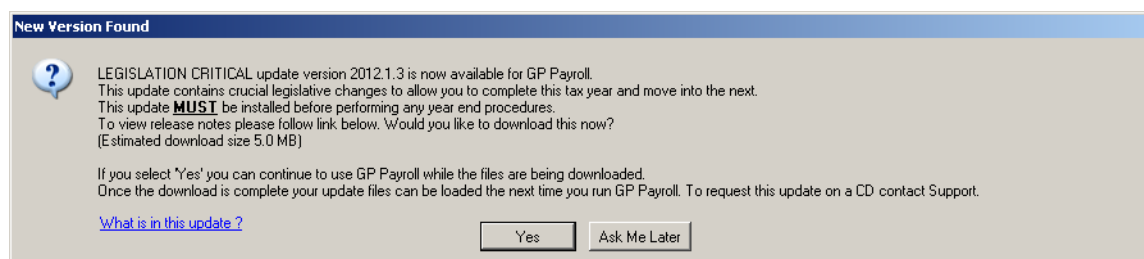 New Version Found
LEGISLATION CRITICAL update version 2012.1.3 is now available for GP Payroll.
This update contains crucial legislative changes to allow you to complete this tax year and move into the next.
This update MUST be installed before performing any year end procedures.
To view release notes please follow link below. Would you like to download this now?
(Estimated download size 5.0 MB)
If you select 'Yes' you can continue to use GP Payroll while the files are being downloaded.
Once the download is complete your update files can be loaded the next time you run GP Payroll. To request this update on a CD contact Support.
What is in this update ?
Yes
Ask Me Later